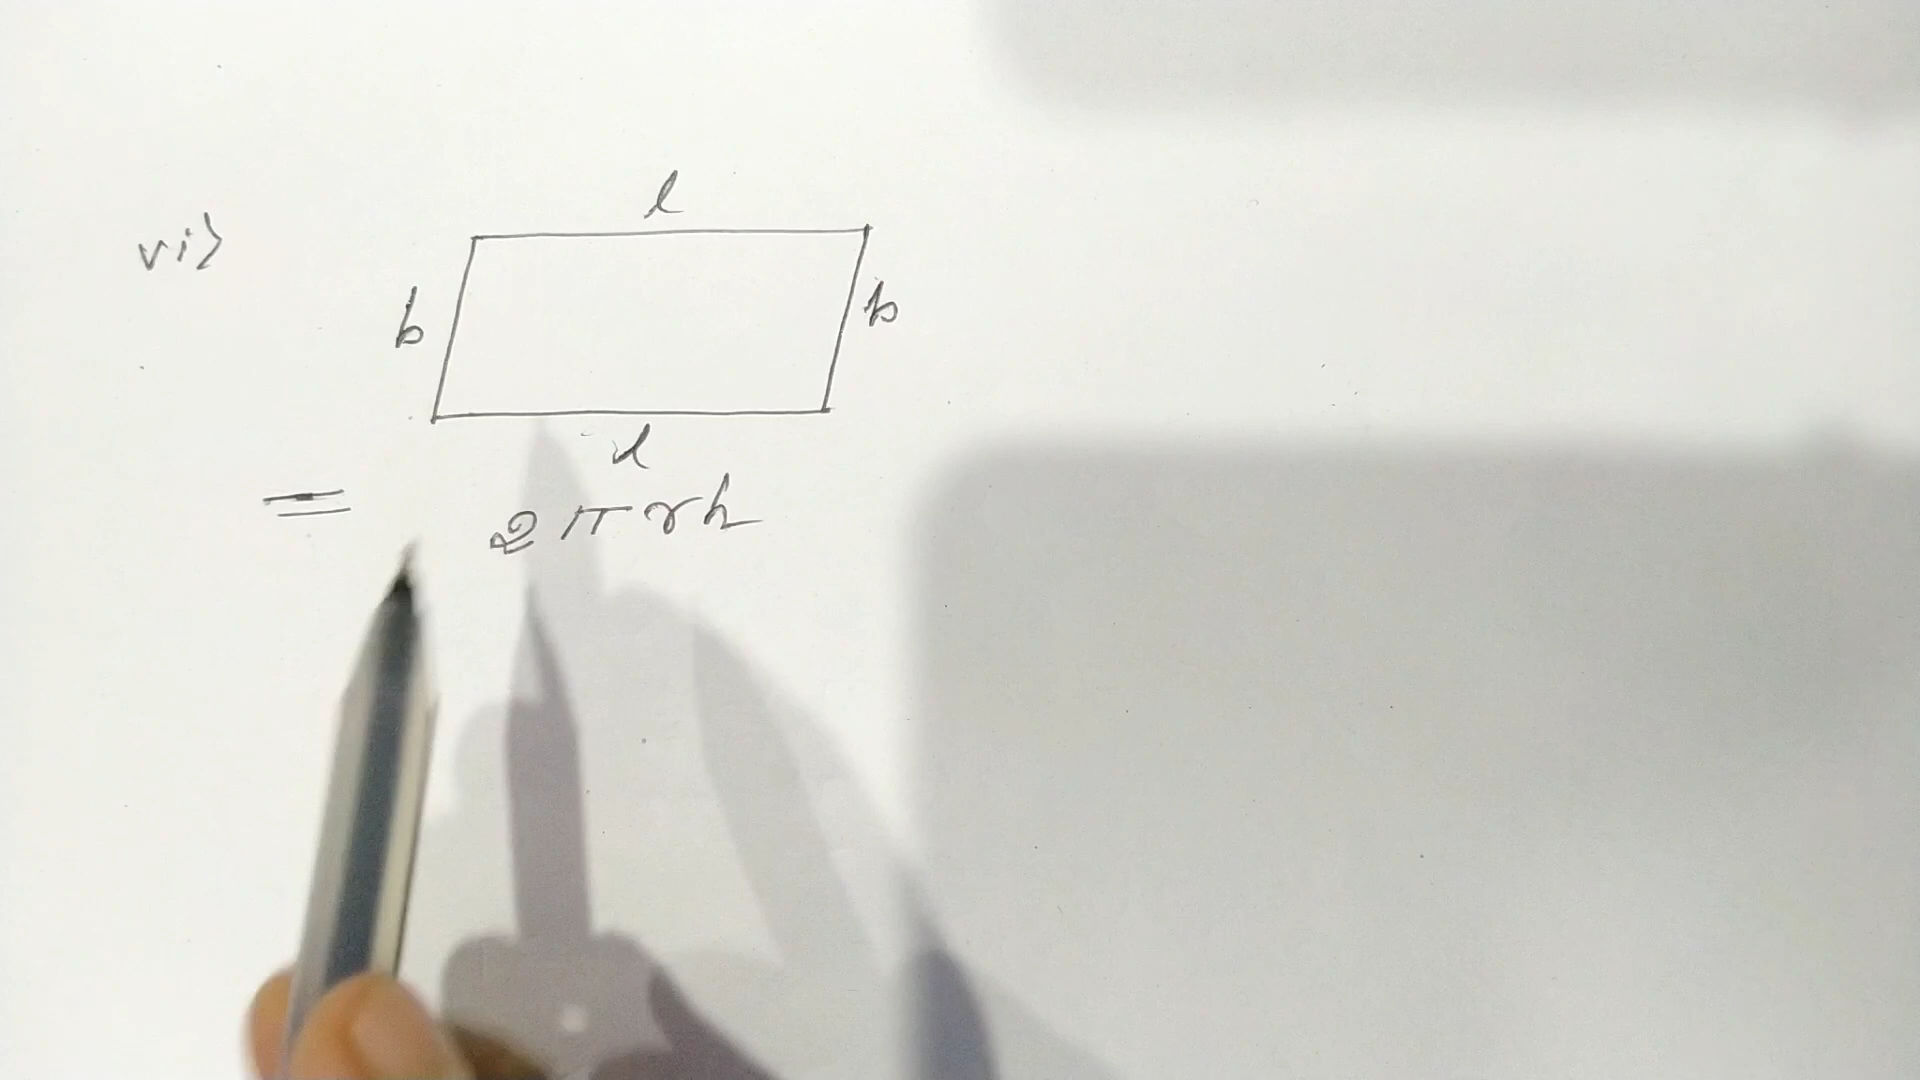 vi>
l
b b
l
= 2πrh